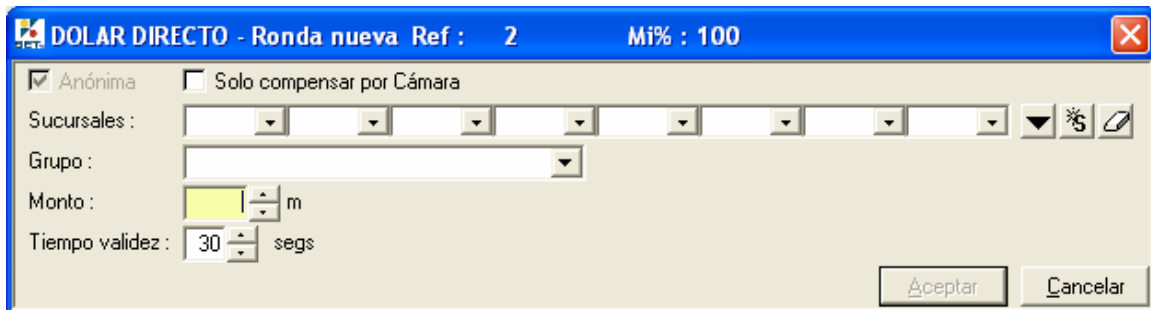 DOLAR DIRECTO - Ronda nueva Ref : 2 Mi% : 100
Anónima Solo compensar por Cámara
Sucursales : S
Grupo :
Monto : m
Tiempo validez : 30 segs
Aceptar Cancelar